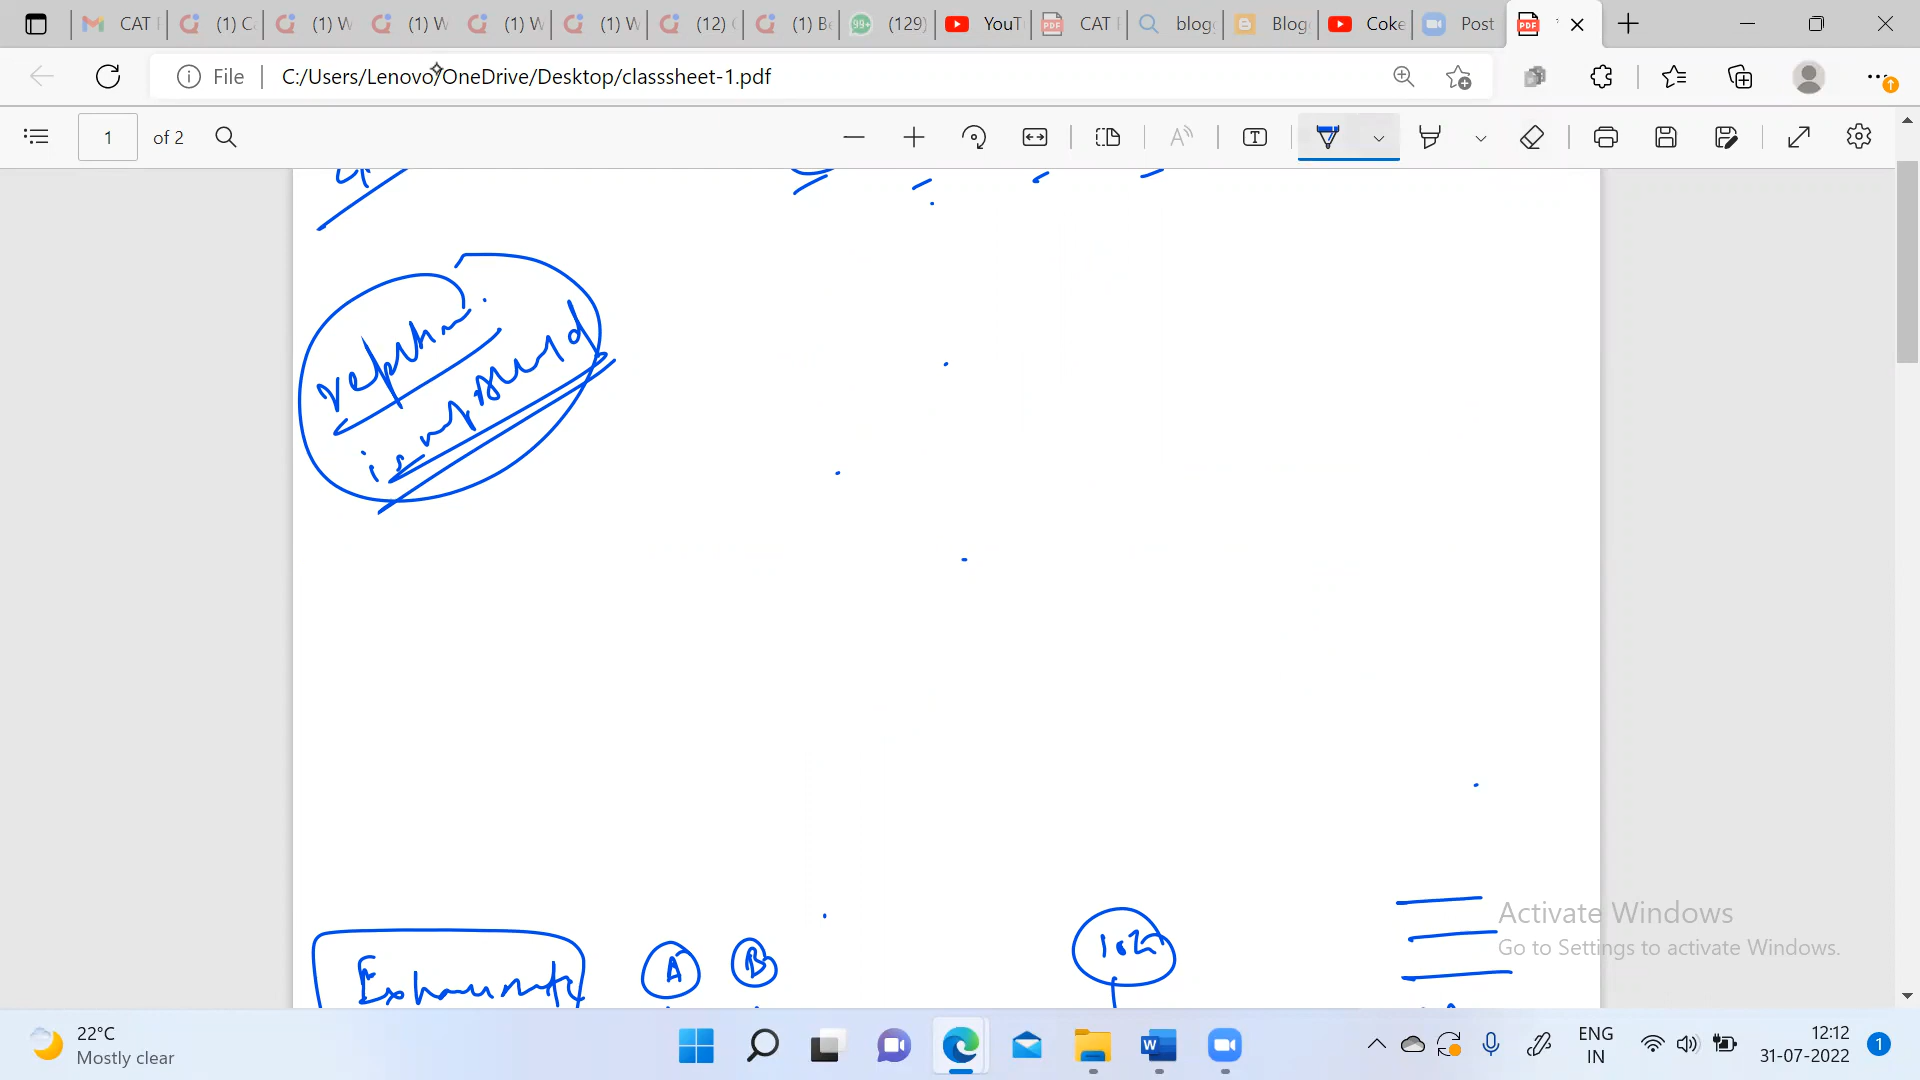 CAT
(1) C
(1) W
(1) W
(1) W
(1) W
(12)
(1) Be
99+
(129)
YouT
CAT
blog
Blog
Coke
Post
File
C:/Users/Lenovo/OneDrive/Desktop/classsheet-1.pdf
1
of 2
is
A
B
Activate Windows
Go to Settings to activate Windows.
22°C
Mostly clear
ENG
IN
12:12
31-07-2022
1